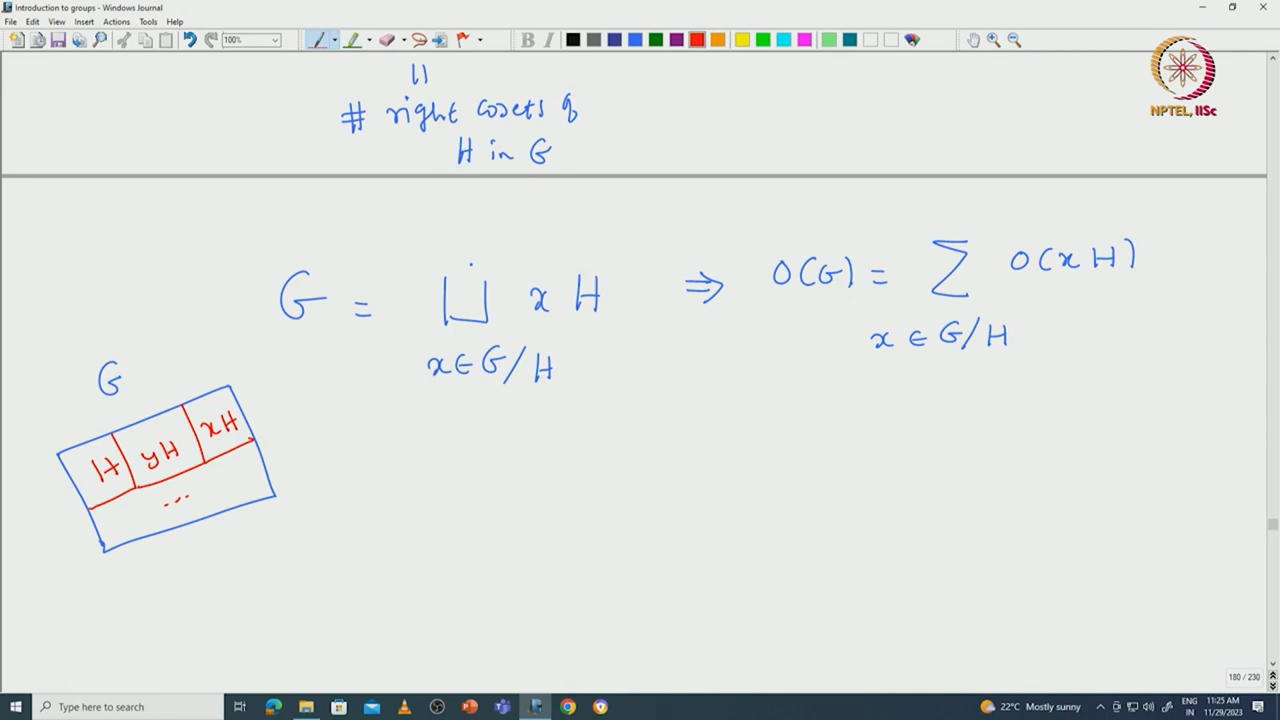 Introduction to groups - Windows Journal
File Edit View Insert Actions Tools Help
100%
B I
NPTEL, IISc
||
# right cosets of
H in G
G = ⨆ x H ⇒ O(G) = Σ O(xH)
x ∈ G/H x ∈ G/H
G
H yH xH
...
180 / 230
Type here to search
22°C Mostly sunny
ENG 11:25 AM
IN 11/29/2023